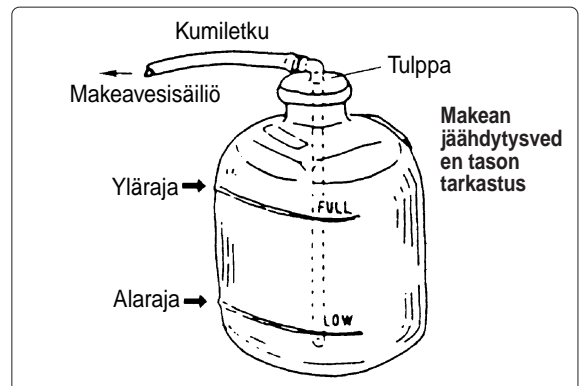 Kumiletku
Tulppa
Makeavesisäiliö
Makean
jäähdytysved
en tason
tarkastus
Yläraja
FULL
Alaraja
LOW